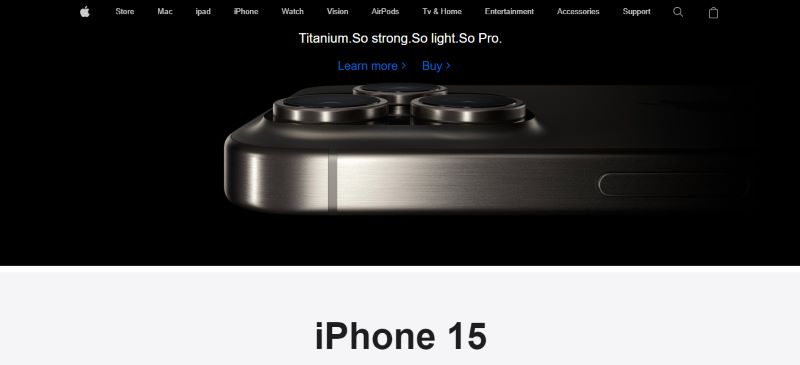 Store Mac ipad iPhone Watch Vision AirPods Tv & Home Entertainment Accessories Support
Titanium.So strong.So light.So Pro.
Learn more > Buy >
iPhone 15